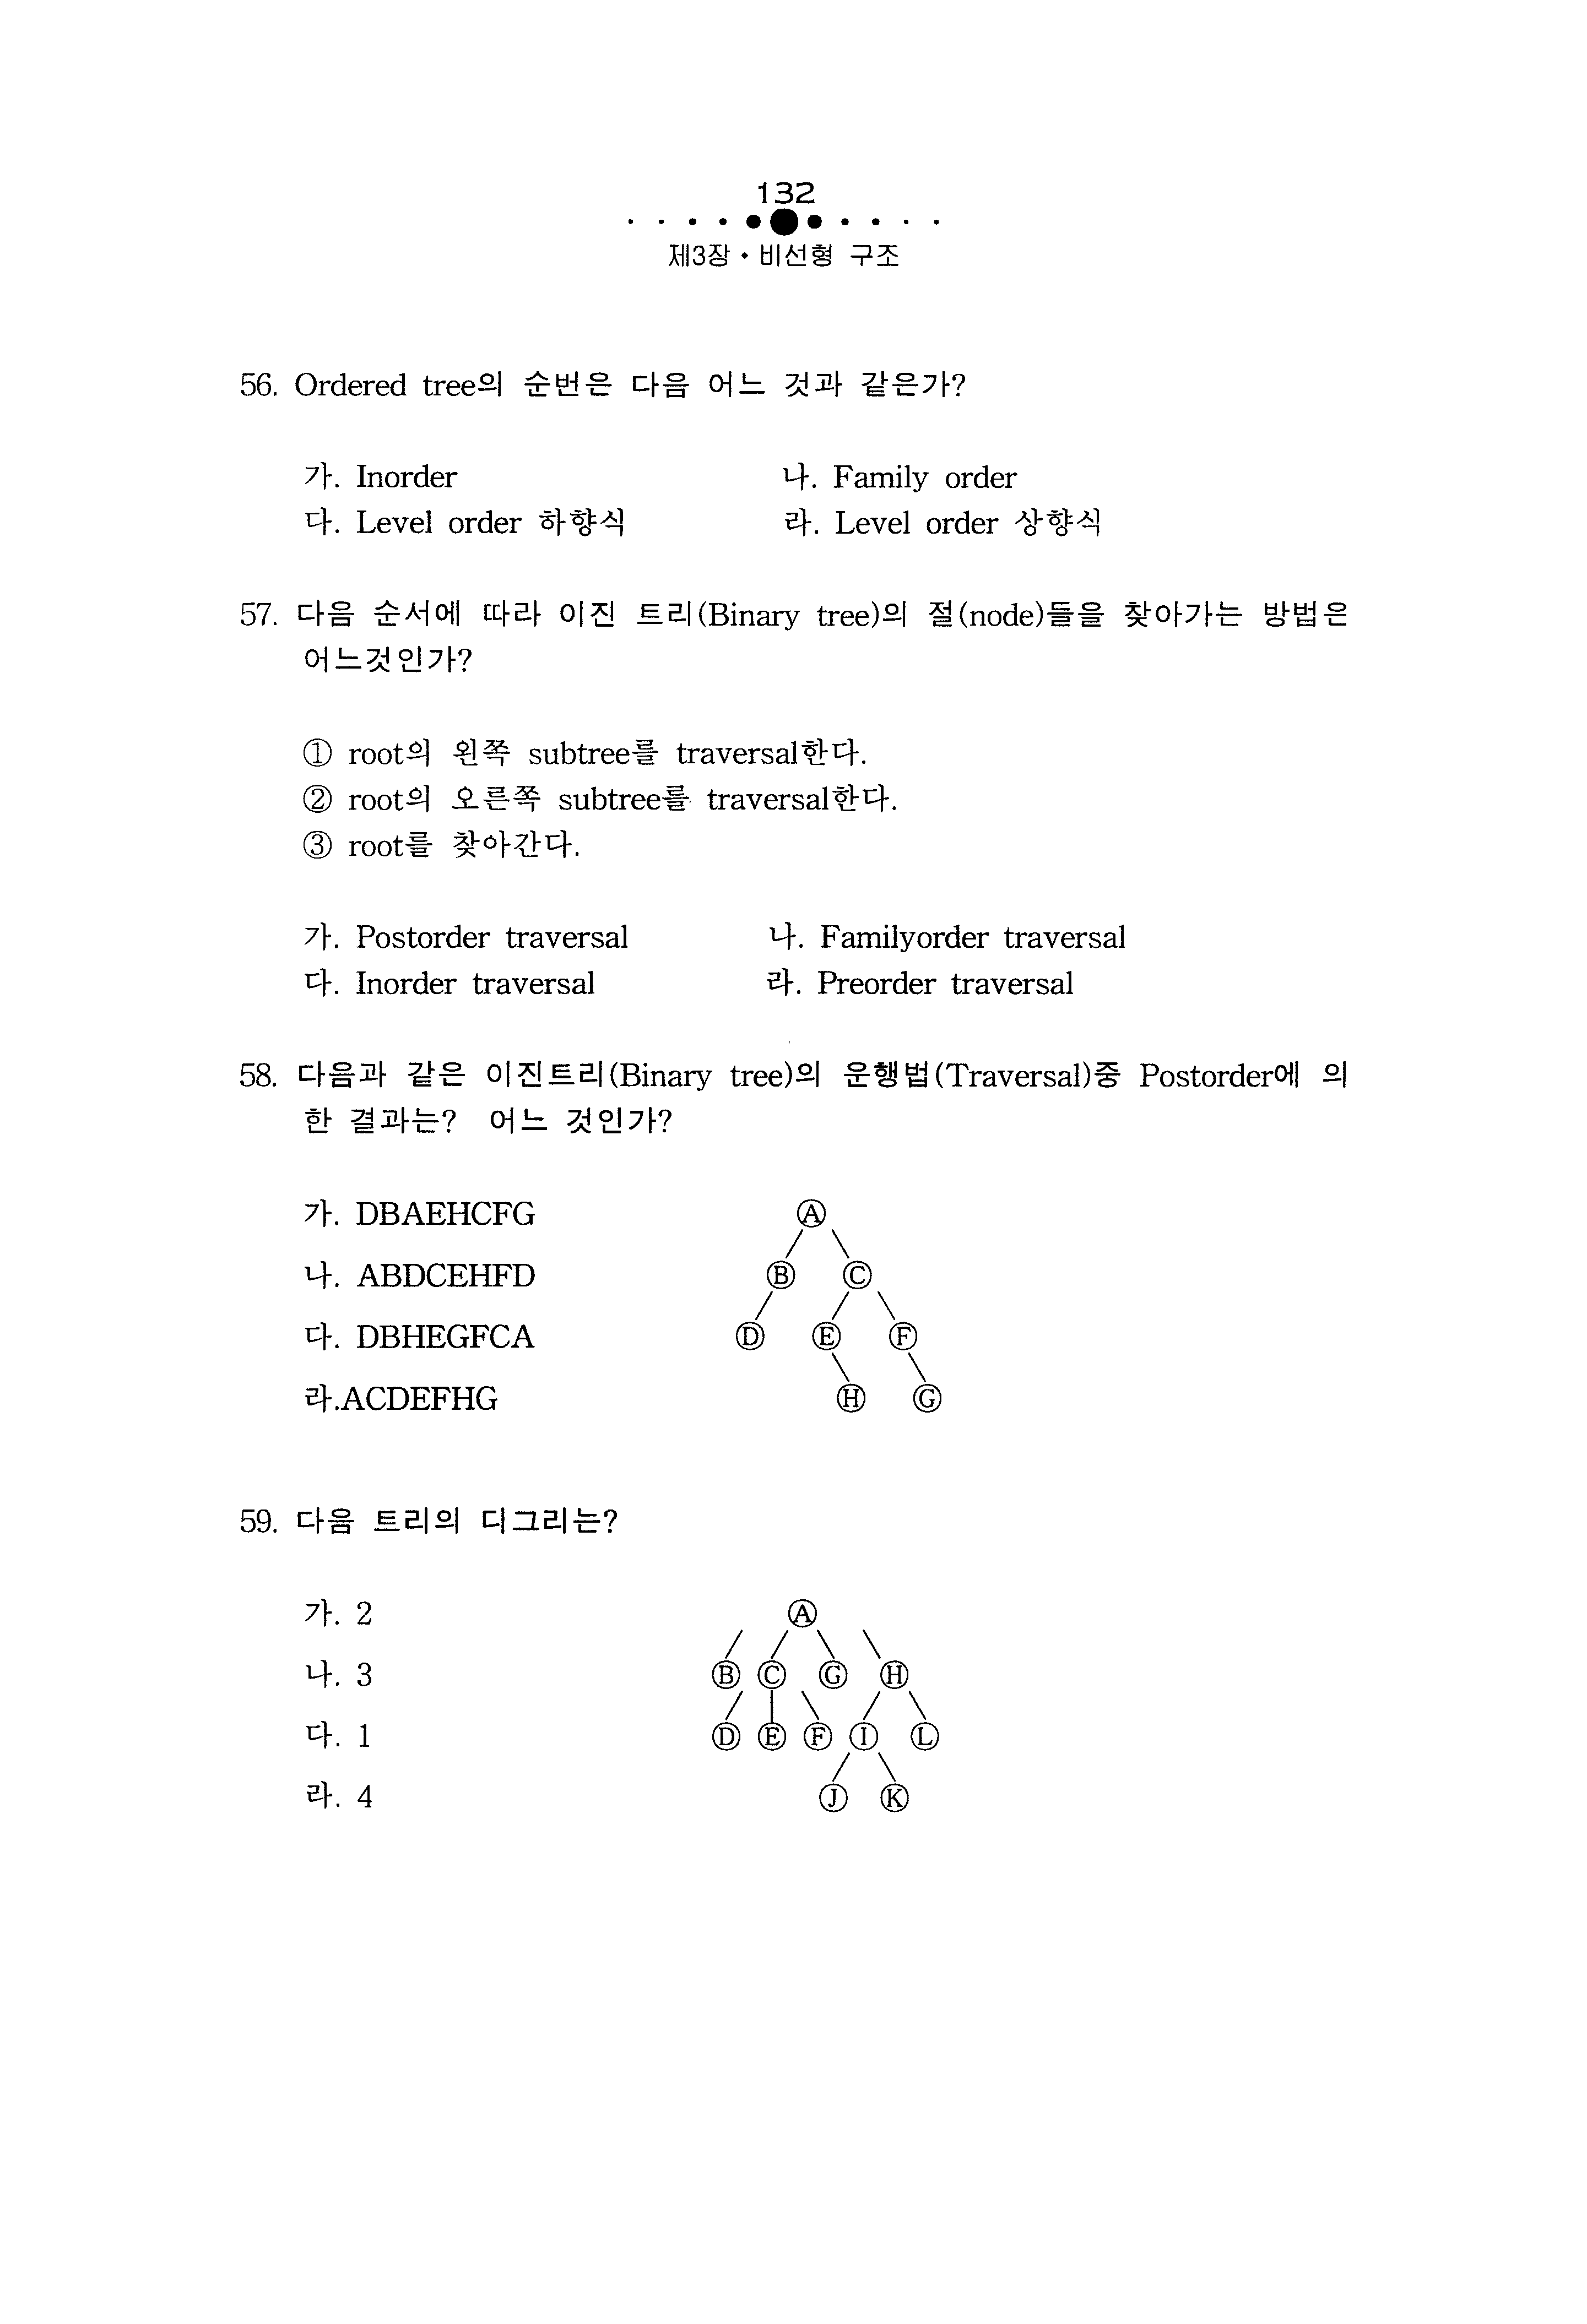 132
제3장 • 비선형 구조
56. Ordered tree의 순번은 다음 어느 것과 같은가?
가. Inorder 나. Family order
다. Level order 하향식 라. Level order 상향식
57. 다음 순서에 따라 이진 트리(Binary tree)의 절(node)들을 찾아가는 방법은
어느것인가?
① root의 왼쪽 subtree를 traversal한다.
② root의 오른쪽 subtree를 traversal한다.
③ root를 찾아간다.
가. Postorder traversal 나. Familyorder traversal
다. Inorder traversal 라. Preorder traversal
58. 다음과 같은 이진트리(Binary tree)의 운행법(Traversal)중 Postorder에 의
한 결과는? 어느 것인가?
가. DBAEHCFG Ⓐ
나. ABDCEHFD Ⓑ Ⓒ
다. DBHEGFCA Ⓓ Ⓔ Ⓕ
라.ACDEFHG Ⓗ Ⓖ
59. 다음 트리의 디그리는?
가. 2 Ⓐ
나. 3 Ⓑ Ⓒ Ⓖ Ⓗ
다. 1 Ⓓ Ⓔ Ⓕ Ⓘ Ⓛ
라. 4 Ⓙ Ⓚ